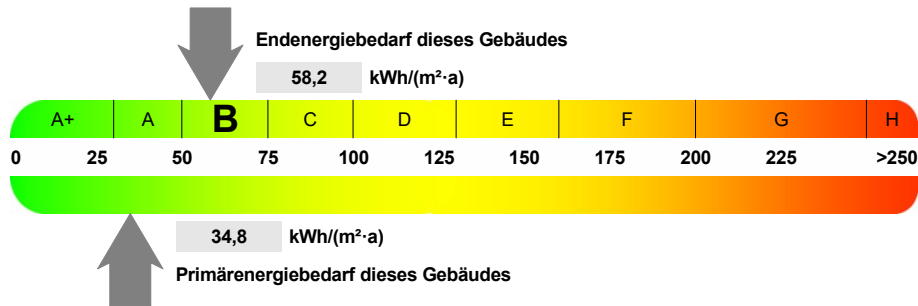 Endenergiebedarf dieses Gebäudes
58,2 kWh/(m²·a)
A+ A B C D E F G H
0 25 50 75 100 125 150 175 200 225 >250
34,8 kWh/(m²·a)
Primärenergiebedarf dieses Gebäudes